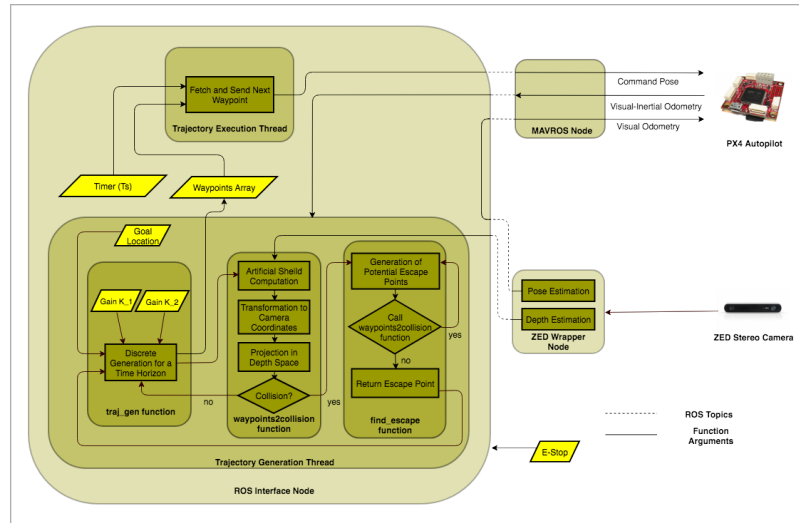 Fetch and Send Next
Waypoint
Trajectory Execution Thread
Command Pose
Visual-Inertial Odometry
Visual Odometry
MAVROS Node
PX4 Autopilot
Timer (Ts)
Waypoints Array
Goal
Location
Gain K_1
Gain K_2
Discrete
Generation for a
Time Horizon
traj_gen function
Artificial Sheild
Computation
Transformation to
Camera
Coordinates
Projection in
Depth Space
Collision?
no
yes
waypoints2collision
function
Generation of
Potential Escape
Points
Call
waypoints2collision
function
yes
no
Return Escape Point
find_escape
function
Trajectory Generation Thread
ROS Interface Node
Pose Estimation
Depth Estimation
ZED Wrapper
Node
ZED Stereo Camera
ROS Topics
Function
Arguments
E-Stop